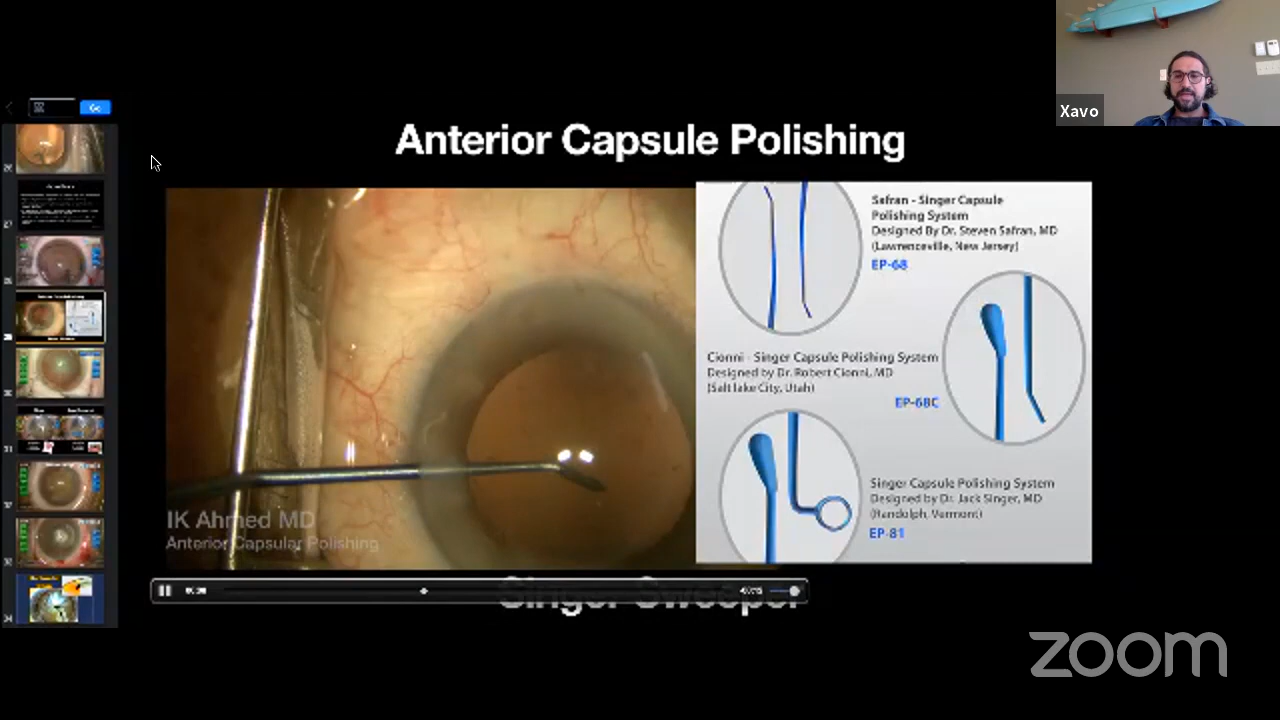 Xavo
Anterior Capsule Polishing
Safran - Singer Capsule
Polishing System
Designed By Dr. Steven Safran, MD
(Lawrenceville, New Jersey)
EP-68
Cionni - Singer Capsule Polishing System
Designed by Dr. Robert Cionni, MD
(Salt lake City, Utah)
EP-68C
Singer Capsule Polishing System
Designed by Dr. Jack Singer, MD
(Randolph, Vermont)
EP-81
IK Ahmed MD
Anterior Capsular Polishing
Singer Sweeper
zoom